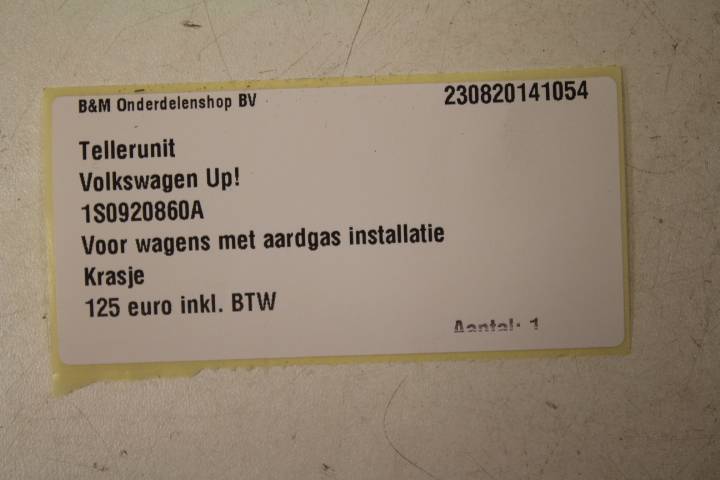 B&M Onderdelenshop BV 230820141054
Tellerunit
Volkswagen Up!
1S0920860A
Voor wagens met aardgas installatie
Krasje
125 euro inkl. BTW
Aantal: 1